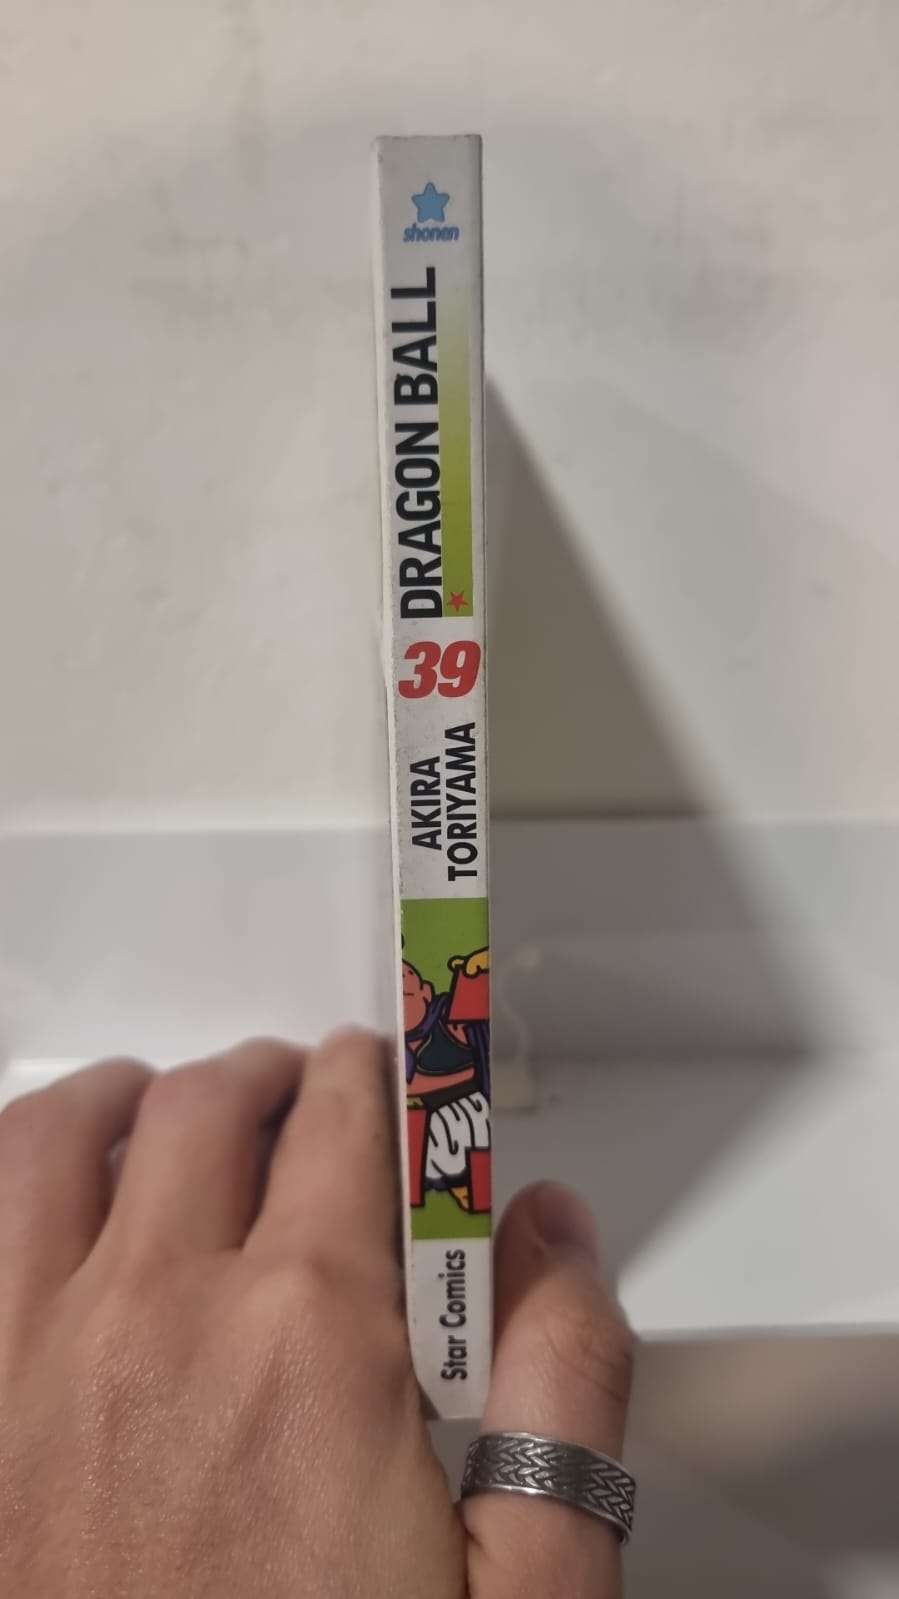 shonen
DRAGON BALL
39
AKIRA
TORIYAMA
Star Comics